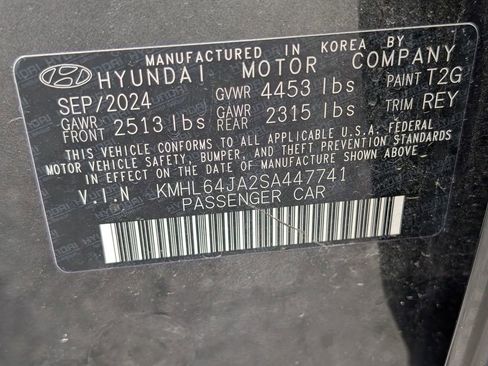 MANUFACTURED IN KOREA BY
HYUNDAI MOTOR COMPANY
SEP/2024 GVWR 4453 lbs PAINT T2G
GAWR FRONT 2513 lbs GAWR REAR 2315 lbs TRIM REY
THIS VEHICLE CONFORMS TO ALL APPLICABLE U.S.A. FEDERAL
MOTOR VEHICLE SAFETY, BUMPER, AND THEFT PREVENTION STANDARDS
IN EFFECT ON THE DATE OF MANUFACTURE SHOWN ABOVE.
V.I.N KMHL64JA2SA447741
PASSENGER CAR